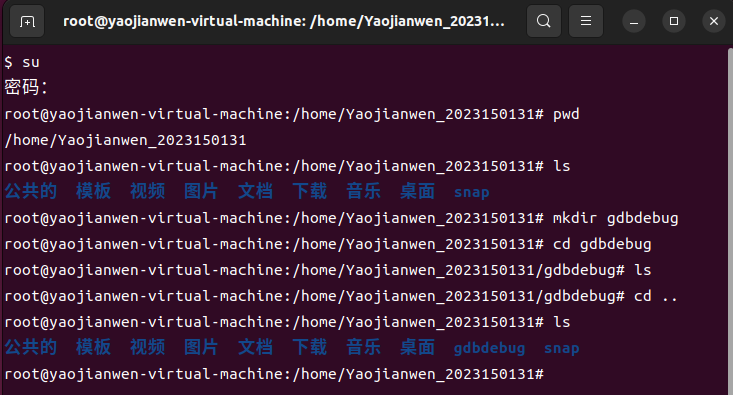 root@yaojianwen-virtual-machine: /home/Yaojianwen_20231...
$ su
密码：
root@yaojianwen-virtual-machine:/home/Yaojianwen_2023150131# pwd
/home/Yaojianwen_2023150131
root@yaojianwen-virtual-machine:/home/Yaojianwen_2023150131# ls
公共的 模板 视频 图片 文档 下载 音乐 桌面 snap
root@yaojianwen-virtual-machine:/home/Yaojianwen_2023150131# mkdir gdbdebug
root@yaojianwen-virtual-machine:/home/Yaojianwen_2023150131# cd gdbdebug
root@yaojianwen-virtual-machine:/home/Yaojianwen_2023150131/gdbdebug# ls
root@yaojianwen-virtual-machine:/home/Yaojianwen_2023150131/gdbdebug# cd ..
root@yaojianwen-virtual-machine:/home/Yaojianwen_2023150131# ls
公共的 模板 视频 图片 文档 下载 音乐 桌面 gdbdebug snap
root@yaojianwen-virtual-machine:/home/Yaojianwen_2023150131#